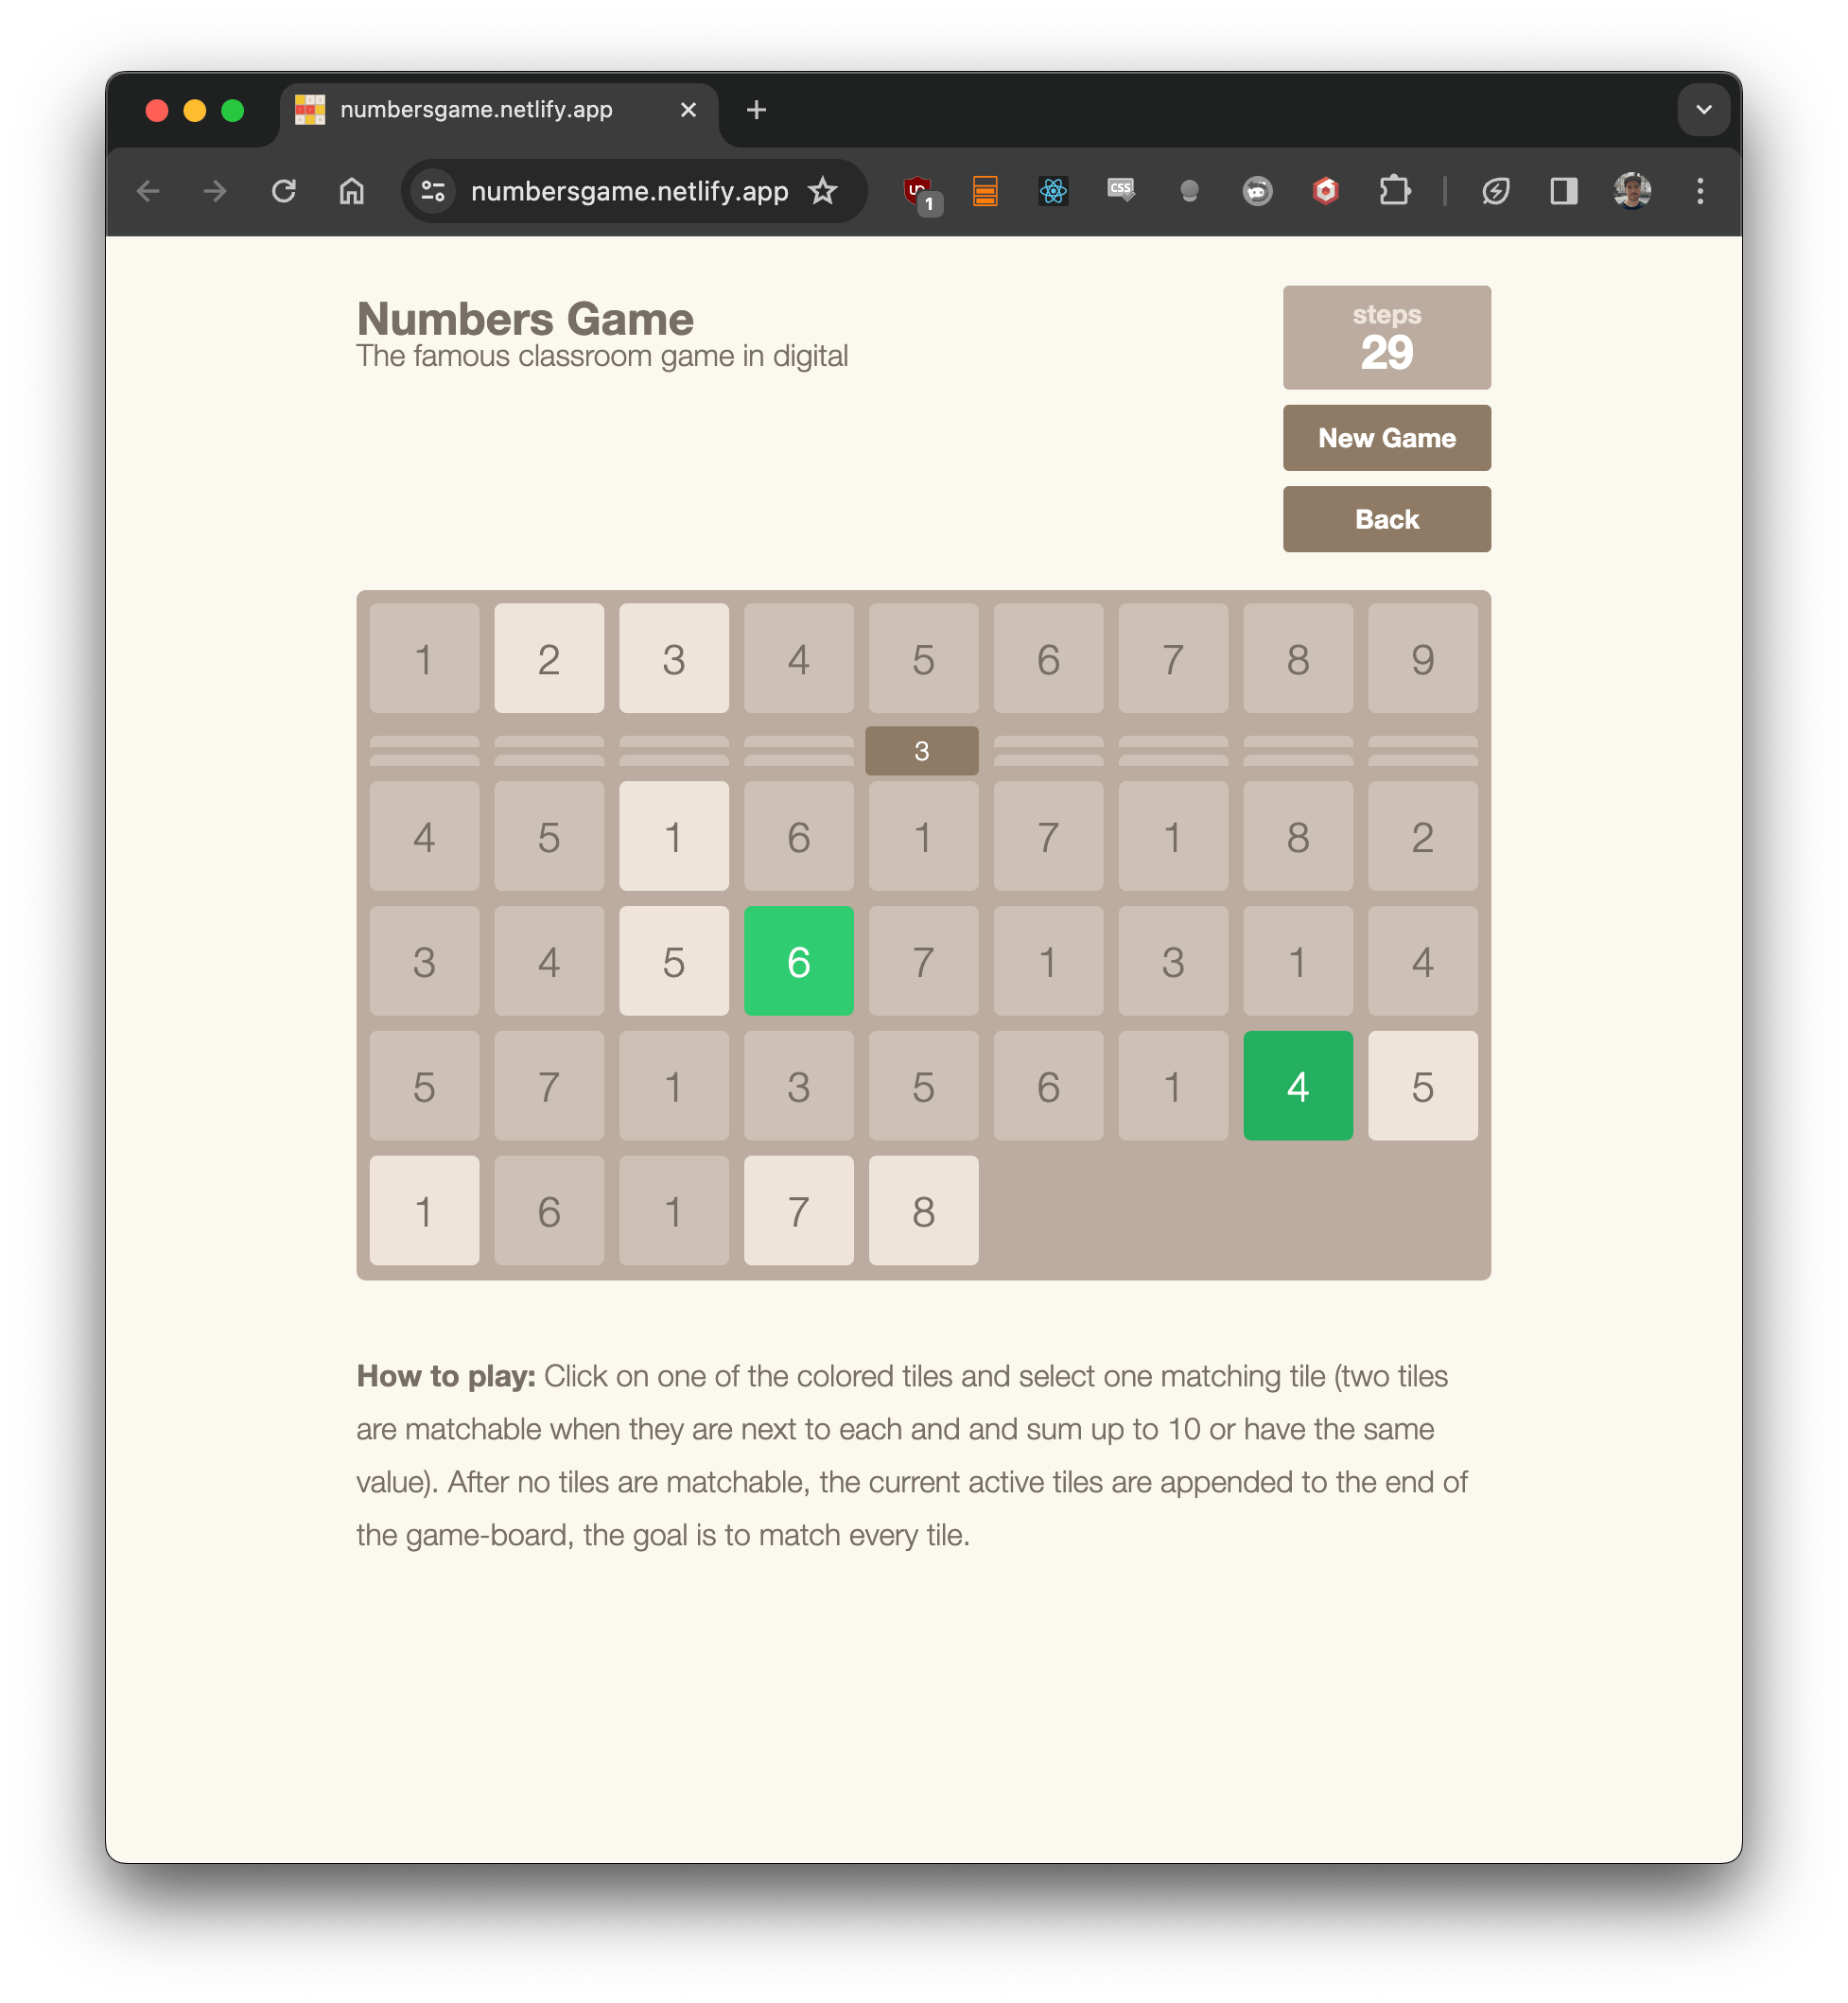 numbersgame.netlify.app
numbersgame.netlify.app
1
CSS
Numbers Game
The famous classroom game in digital
steps
29
New Game
Back
1 2 3 4 5 6 7 8 9
3
4 5 1 6 1 7 1 8 2
3 4 5 6 7 1 3 1 4
5 7 1 3 5 6 1 4 5
1 6 1 7 8
How to play: Click on one of the colored tiles and select one matching tile (two tiles
are matchable when they are next to each and and sum up to 10 or have the same
value). After no tiles are matchable, the current active tiles are appended to the end of
the game-board, the goal is to match every tile.